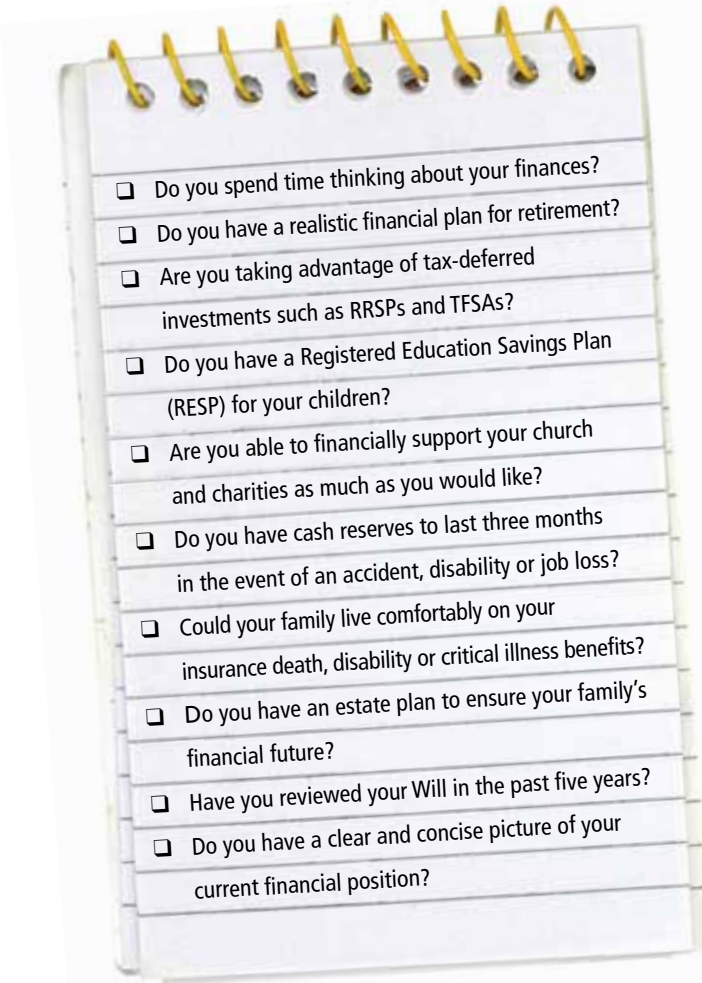 ❑ Do you spend time thinking about your finances?
❑ Do you have a realistic financial plan for retirement?
❑ Are you taking advantage of tax-deferred
investments such as RRSPs and TFSAs?
❑ Do you have a Registered Education Savings Plan
(RESP) for your children?
❑ Are you able to financially support your church
and charities as much as you would like?
❑ Do you have cash reserves to last three months
in the event of an accident, disability or job loss?
❑ Could your family live comfortably on your
insurance death, disability or critical illness benefits?
❑ Do you have an estate plan to ensure your family’s
financial future?
❑ Have you reviewed your Will in the past five years?
❑ Do you have a clear and concise picture of your
current financial position?